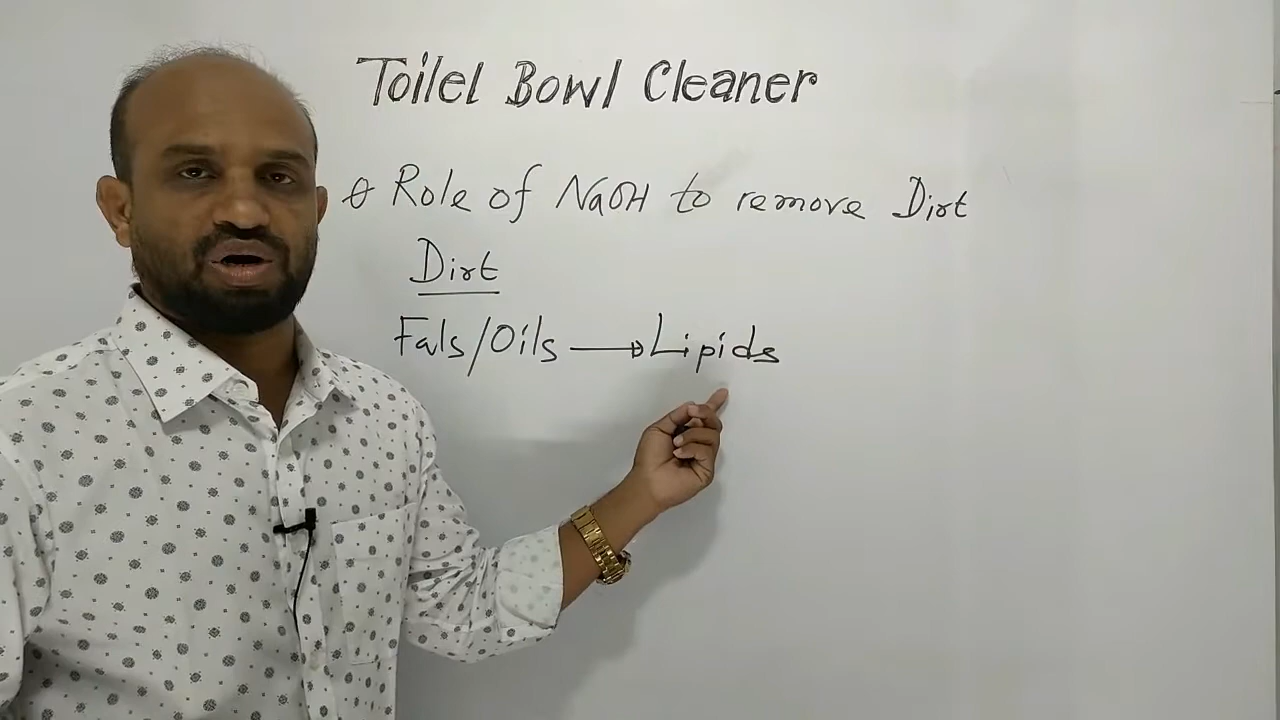 Toilet Bowl Cleaner
* Role of NaOH to remove Dirt
Dirt
Fats/Oils → Lipids